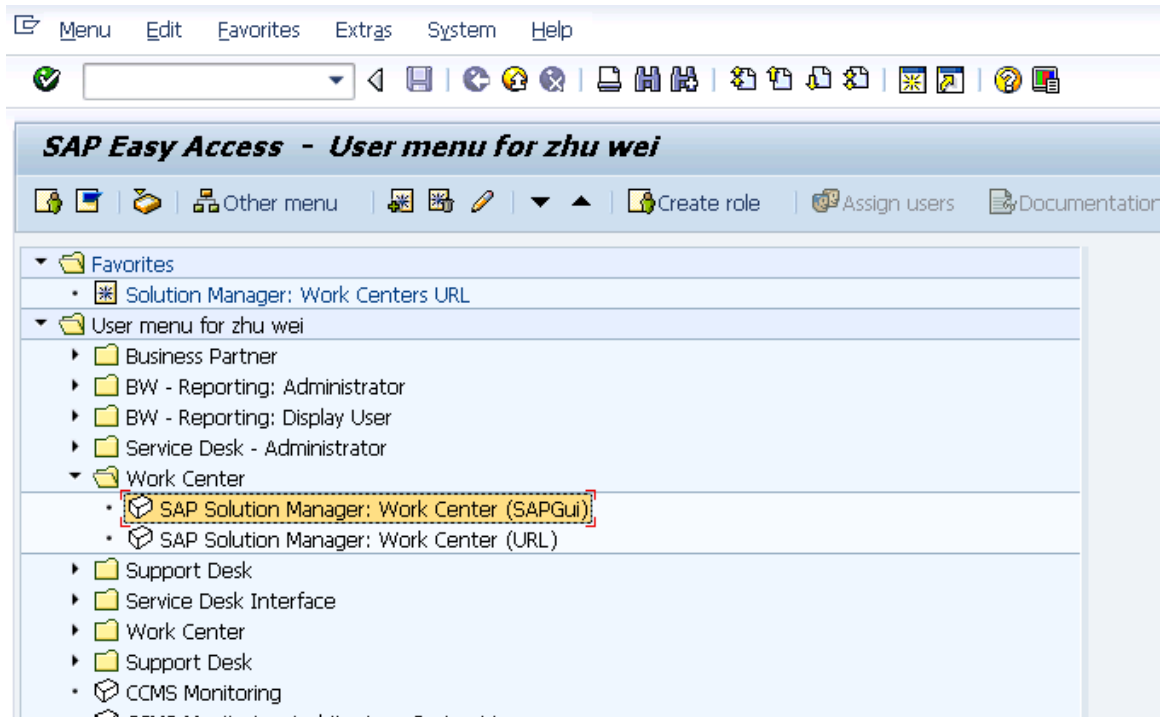 Menu Edit Favorites Extras System Help
SAP Easy Access - User menu for zhu wei
Other menu Create role Assign users Documentation
Favorites
Solution Manager: Work Centers URL
User menu for zhu wei
Business Partner
BW - Reporting: Administrator
BW - Reporting: Display User
Service Desk - Administrator
Work Center
SAP Solution Manager: Work Center (SAPGui)
SAP Solution Manager: Work Center (URL)
Support Desk
Service Desk Interface
Work Center
Support Desk
CCMS Monitoring